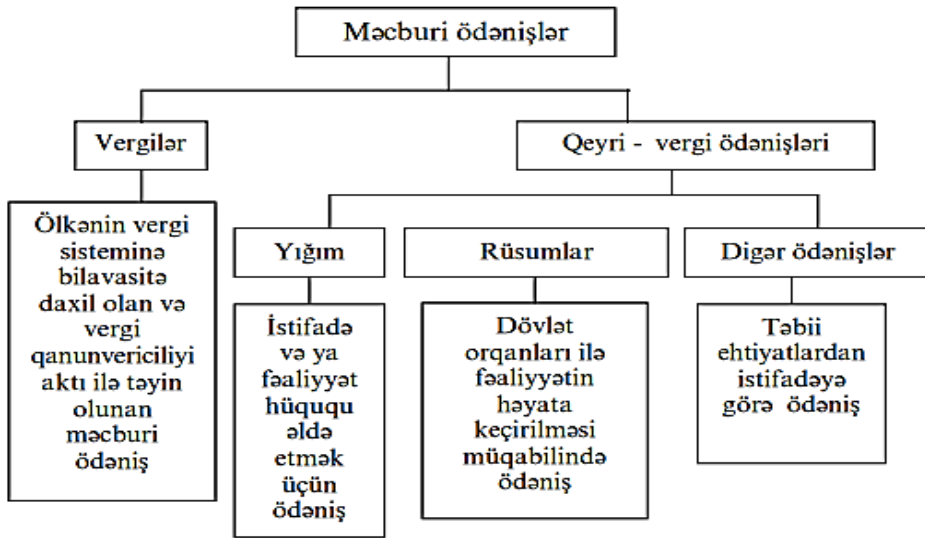 Məcburi ödənişlər
Vergilər
Qeyri - vergi ödənişləri
Ölkənin vergi
sisteminə
bilavasitə
daxil olan və
vergi
qanunvericiliyi
aktı ilə təyin
olunan
məcburi
ödəniş
Yığım
Rüsumlar
Digər ödənişlər
İstifadə
və ya
fəaliyyət
hüququ
əldə
etmək
üçün
ödəniş
Dövlət
orqanları ilə
fəaliyyətin
həyata
keçirilməsi
müqabilində
ödəniş
Təbii
ehtiyatlardan
istifadəyə
görə ödəniş